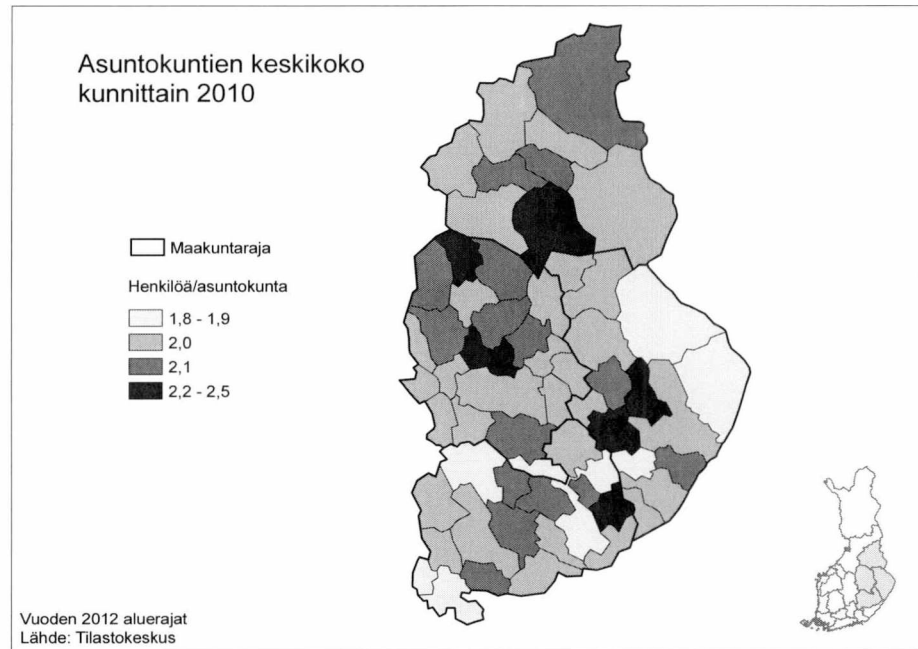 Asuntokuntien keskikoko
kunnittain 2010
Maakuntaraja
Henkilöä/asuntokunta
1,8 - 1,9
2,0
2,1
2,2 - 2,5
Vuoden 2012 aluerajat
Lähde: Tilastokeskus